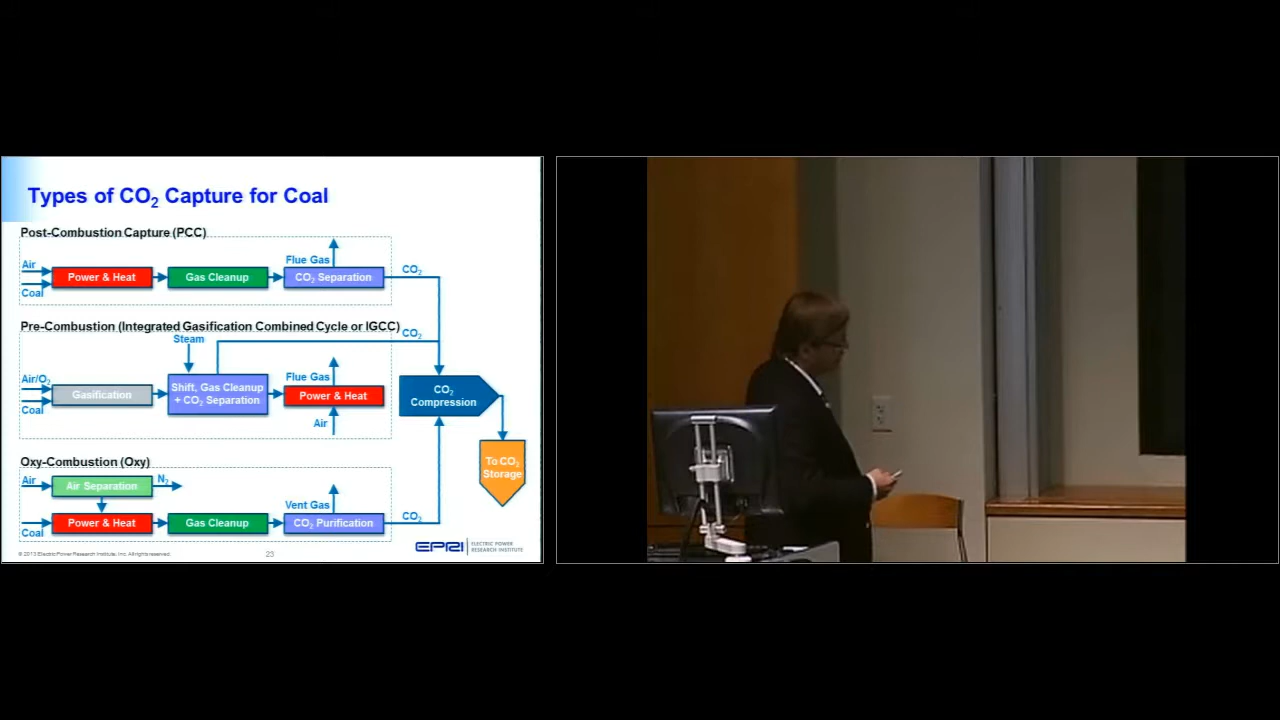 Types of CO2 Capture for Coal
Post-Combustion Capture (PCC)
Air
Coal
Power & Heat
Gas Cleanup
Flue Gas
CO2 Separation
CO2
Pre-Combustion (Integrated Gasification Combined Cycle or IGCC)
Steam
CO2
Air/O2
Coal
Gasification
Shift, Gas Cleanup
+ CO2 Separation
Flue Gas
Power & Heat
Air
CO2
Compression
To CO2
Storage
Oxy-Combustion (Oxy)
Air
Air Separation
N2
Coal
Power & Heat
Gas Cleanup
Vent Gas
CO2 Purification
CO2
© 2013 Electric Power Research Institute, Inc. All rights reserved.
23
EPRI
ELECTRIC POWER
RESEARCH INSTITUTE